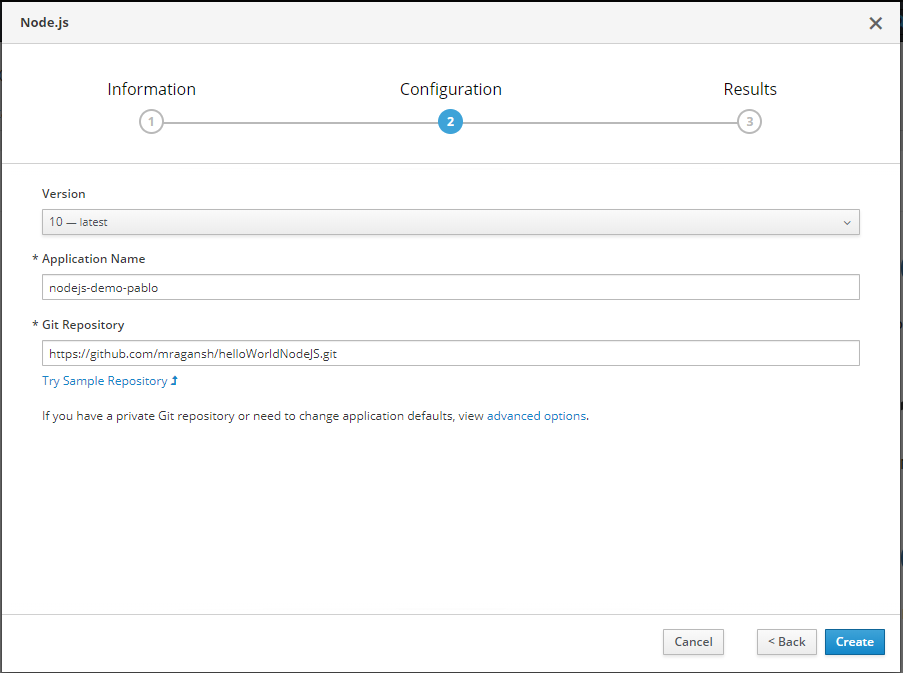 Node.js
Information Configuration Results
1 2 3
Version
10 — latest
* Application Name
nodejs-demo-pablo
* Git Repository
https://github.com/mragansh/helloWorldNodeJS.git
Try Sample Repository
If you have a private Git repository or need to change application defaults, view advanced options.
Cancel < Back Create